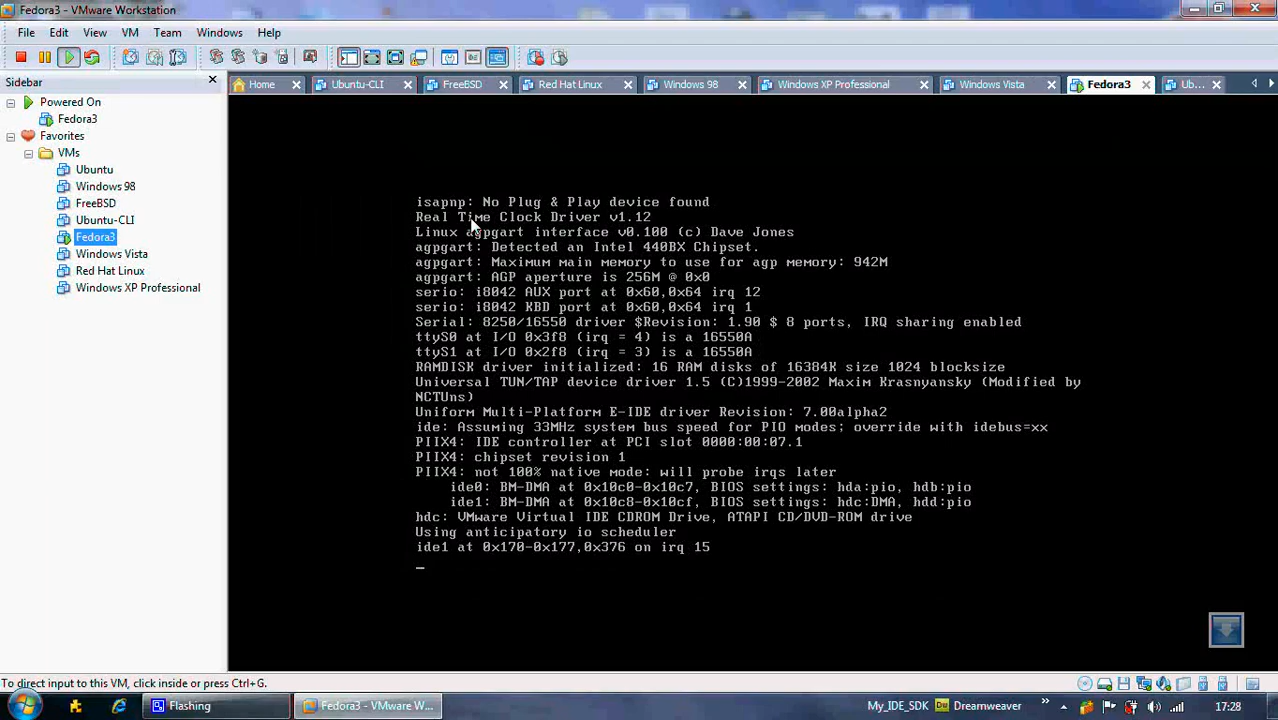 Fedora3 - VMware Workstation
File Edit View VM Team Windows Help
Sidebar
Powered On
Fedora3
Favorites
VMs
Ubuntu
Windows 98
FreeBSD
Ubuntu-CLI
Fedora3
Windows Vista
Red Hat Linux
Windows XP Professional
Home Ubuntu-CLI FreeBSD Red Hat Linux Windows 98 Windows XP Professional Windows Vista Fedora3 Ub...
isapnp: No Plug & Play device found
Real Time Clock Driver v1.12
Linux agpgart interface v0.100 (c) Dave Jones
agpgart: Detected an Intel 440BX Chipset.
agpgart: Maximum main memory to use for agp memory: 942M
agpgart: AGP aperture is 256M @ 0x0
serio: i8042 AUX port at 0x60,0x64 irq 12
serio: i8042 KBD port at 0x60,0x64 irq 1
Serial: 8250/16550 driver $Revision: 1.90 $ 8 ports, IRQ sharing enabled
ttyS0 at I/O 0x3f8 (irq = 4) is a 16550A
ttyS1 at I/O 0x2f8 (irq = 3) is a 16550A
RAMDISK driver initialized: 16 RAM disks of 16384K size 1024 blocksize
Universal TUN/TAP device driver 1.5 (C)1999-2002 Maxim Krasnyansky (Modified by
NCTUns)
Uniform Multi-Platform E-IDE driver Revision: 7.00alpha2
ide: Assuming 33MHz system bus speed for PIO modes; override with idebus=xx
PIIX4: IDE controller at PCI slot 0000:00:07.1
PIIX4: chipset revision 1
PIIX4: not 100% native mode: will probe irqs later
ide0: BM-DMA at 0x10c0-0x10c7, BIOS settings: hda:pio, hdb:pio
ide1: BM-DMA at 0x10c8-0x10cf, BIOS settings: hdc:DMA, hdd:pio
hdc: VMware Virtual IDE CDROM Drive, ATAPI CD/DVD-ROM drive
Using anticipatory io scheduler
ide1 at 0x170-0x177,0x376 on irq 15
_
To direct input to this VM, click inside or press Ctrl+G.
Flashing Fedora3 - VMware W... My_IDE_SDK Dw Dreamweaver » 17:28